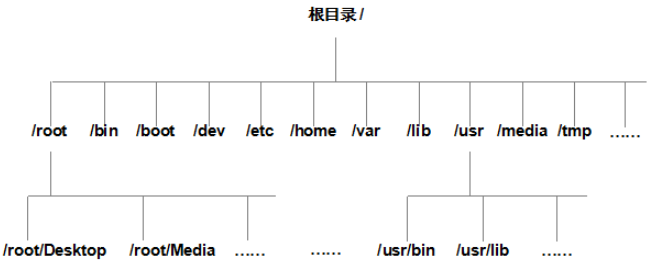 根目录/
/root /bin /boot /dev /etc /home /var /lib /usr /media /tmp ……
/root/Desktop /root/Media …… …… /usr/bin /usr/lib ……